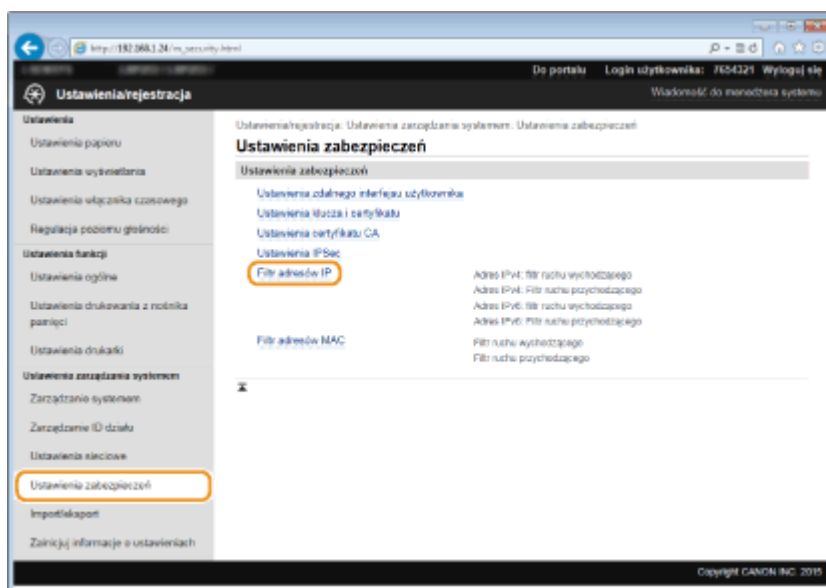 http://192.168.1.24/m_security.html
Do portalu Login użytkownika: 7654321 Wyloguj się
Ustawienia/rejestracja
Wiadomość do menedżera systemu
Ustawienia
Ustawienia papieru
Ustawienia wyświetlania
Ustawienia włącznika czasowego
Regulacja poziomu głośności
Ustawienia funkcji
Ustawienia ogólne
Ustawienia drukowania z nośnika
pamięci
Ustawienia drukarki
Ustawienia zarządzania systemem
Zarządzanie systemem
Zarządzanie ID działu
Ustawienia sieciowe
Ustawienia zabezpieczeń
Import/eksport
Zainicjuj informacje o ustawieniach
Ustawienia/rejestracja: Ustawienia zarządzania systemem: Ustawienia zabezpieczeń
Ustawienia zabezpieczeń
Ustawienia zabezpieczeń
Ustawienia zdalnego interfejsu użytkownika
Ustawienia klucza i certyfikatu
Ustawienia certyfikatu CA
Ustawienia IPSec
Filtr adresów IP
Adres IPv4: filtr ruchu wychodzącego
Adres IPv4: Filtr ruchu przychodzącego
Adres IPv6: filtr ruchu wychodzącego
Adres IPv6: Filtr ruchu przychodzącego
Filtr adresów MAC
Filtr ruchu wychodzącego
Filtr ruchu przychodzącego
Copyright CANON INC. 2015